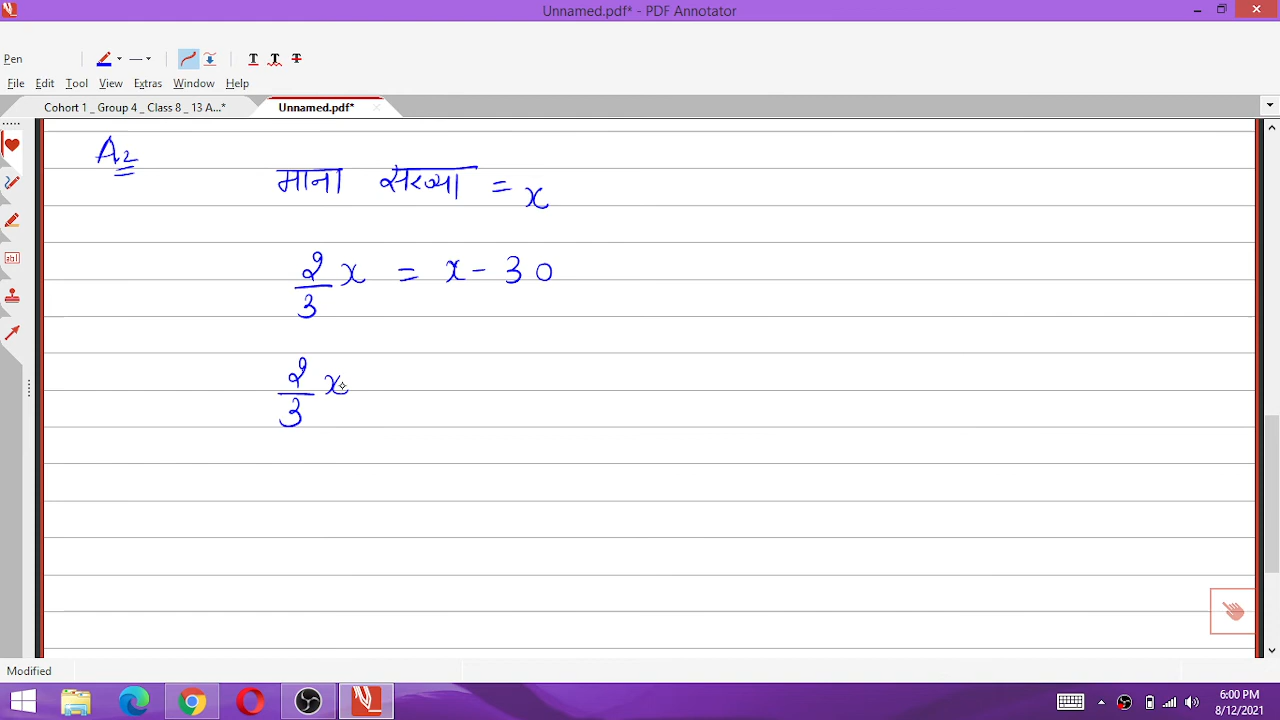 Unnamed.pdf* - PDF Annotator
Pen
T T T
File Edit Tool View Extras Window Help
Cohort 1 _ Group 4 _ Class 8 _ 13 A...* Unnamed.pdf*
A2
माना सख्या = x
2/3 x = x - 30
2/3 x
Modified
6:00 PM
8/12/2021